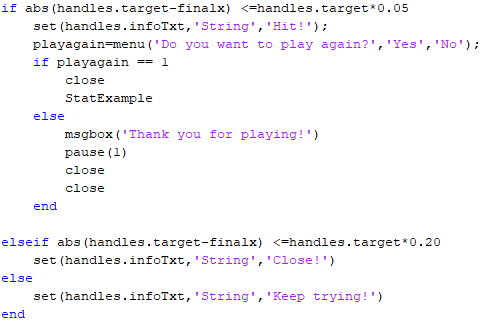 if abs(handles.target-finalx) <=handles.target*0.05
    set(handles.infoTxt,'String','Hit!');
    playagain=menu('Do you want to play again?','Yes','No');
    if playagain == 1
        close
        StatExample
    else
        msgbox('Thank you for playing!')
        pause(1)
        close
        close
    end
elseif abs(handles.target-finalx) <=handles.target*0.20
    set(handles.infoTxt,'String','Close!')
else
    set(handles.infoTxt,'String','Keep trying!')
end